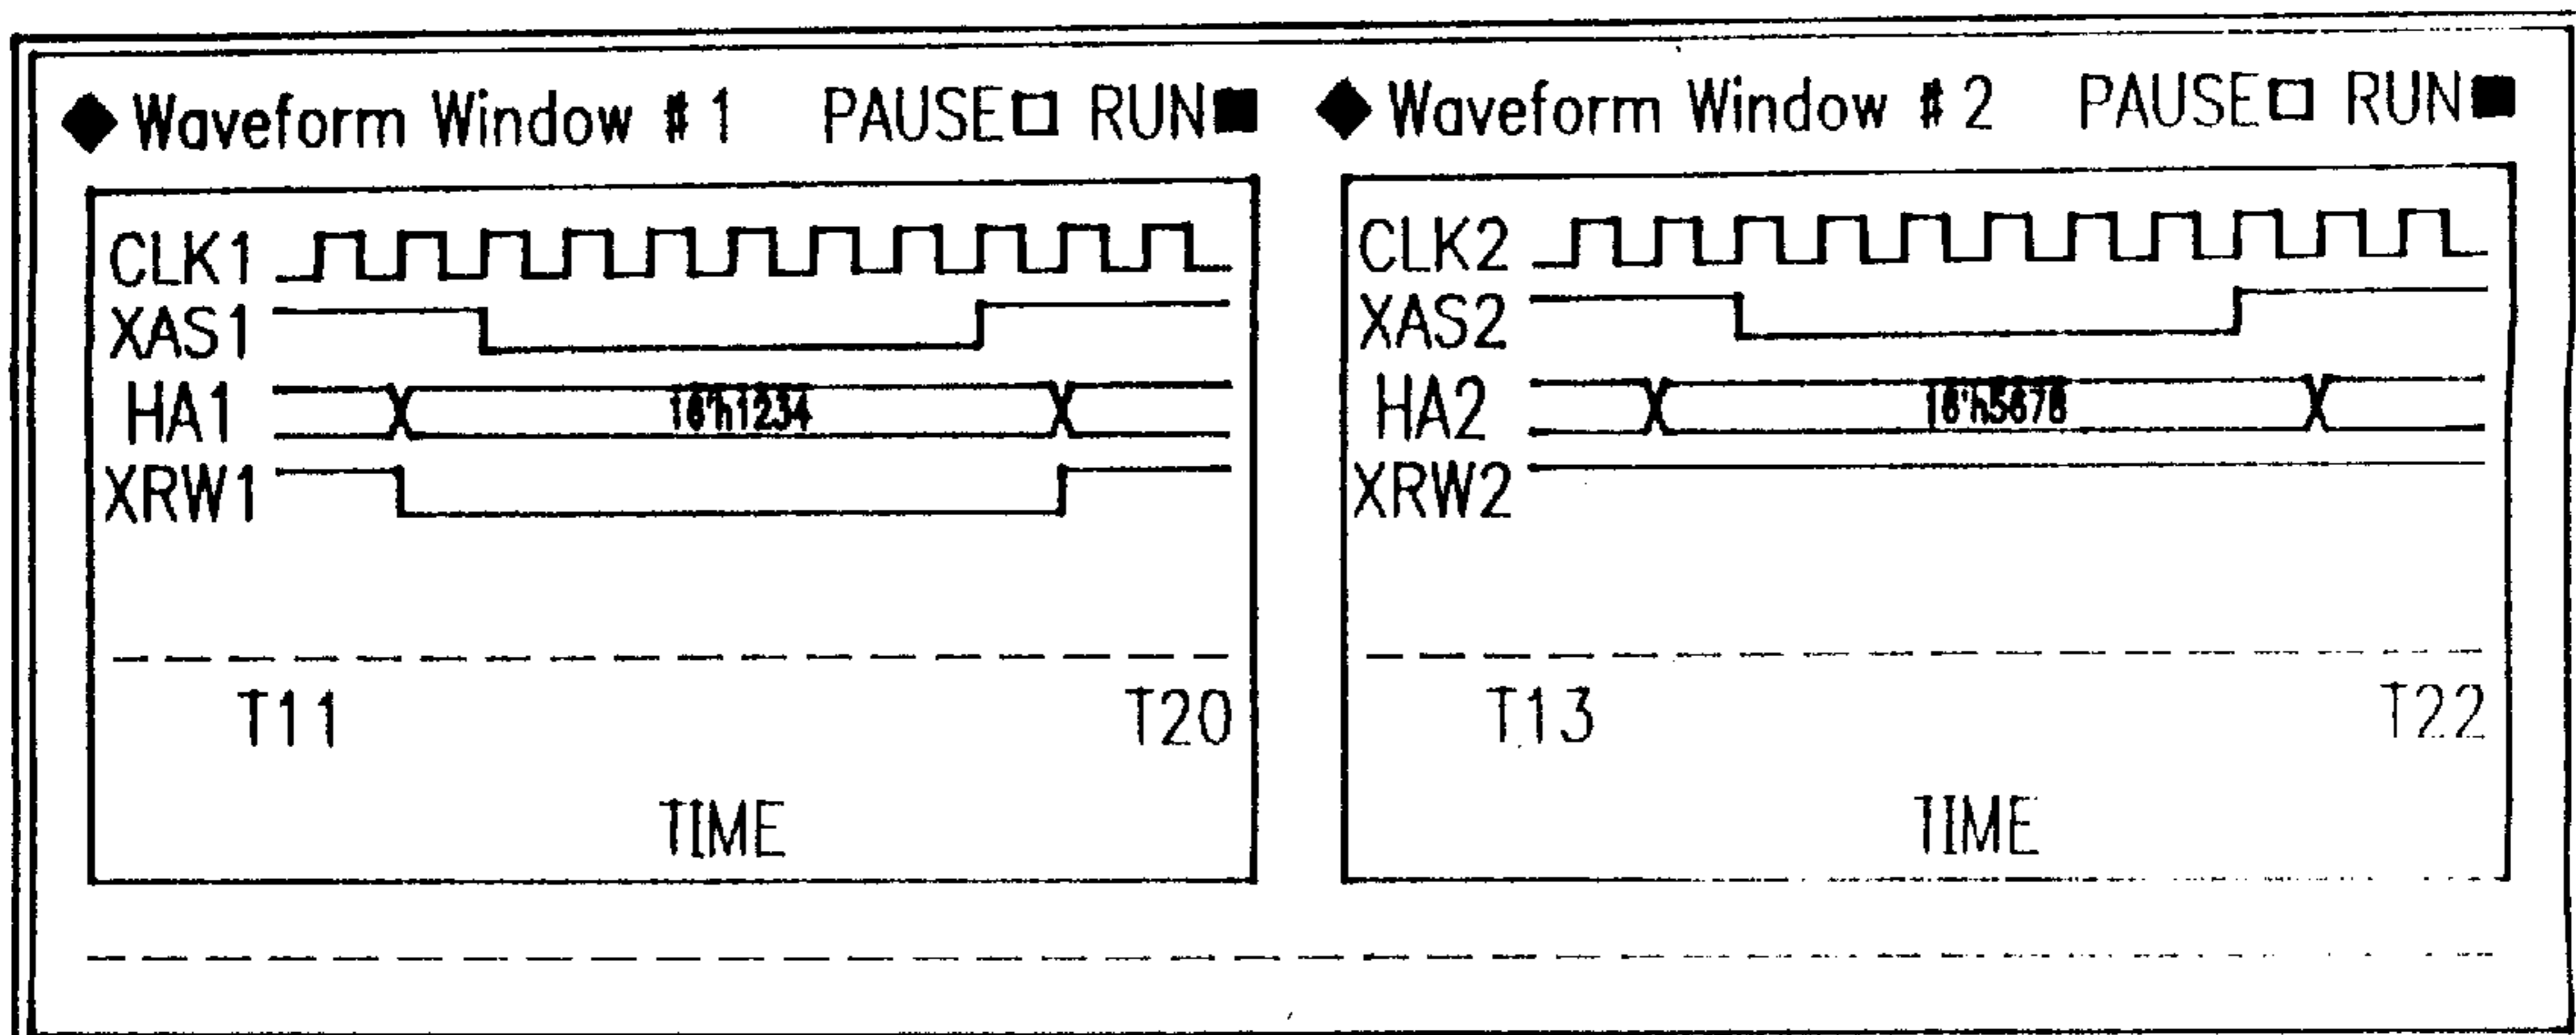 ◆ Waveform Window # 1 PAUSE□ RUN■
CLK1
XAS1
HA1 16'h1234
XRW1
T11 T20
TIME
◆ Waveform Window # 2 PAUSE□ RUN■
CLK2
XAS2
HA2 16'h5678
XRW2
T13 T22
TIME